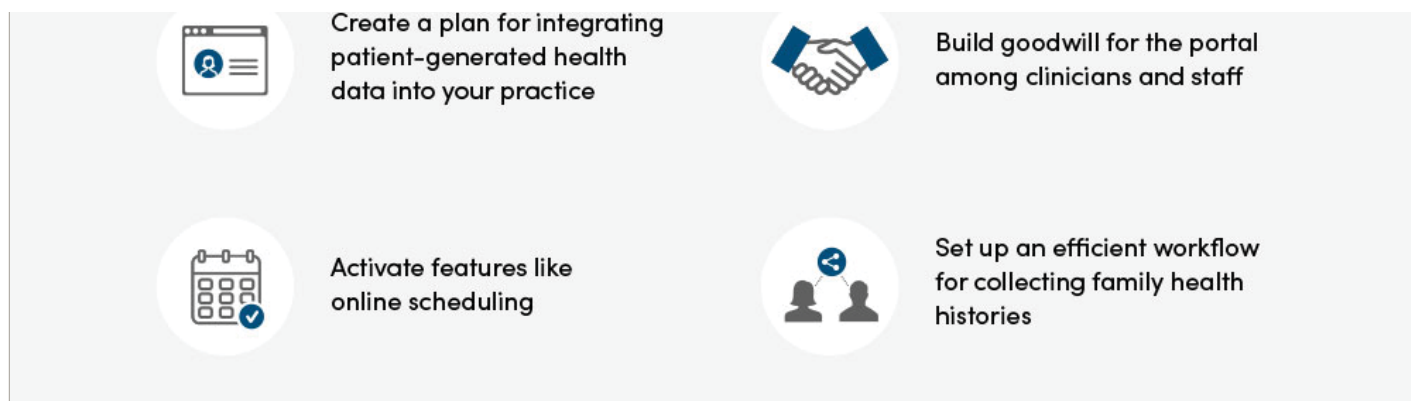 Create a plan for integrating
patient-generated health
data into your practice
Build goodwill for the portal
among clinicians and staff
Activate features like
online scheduling
Set up an efficient workflow
for collecting family health
histories